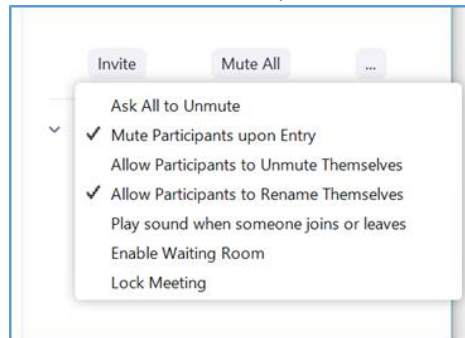 Invite Mute All ...
Ask All to Unmute
✓ Mute Participants upon Entry
Allow Participants to Unmute Themselves
✓ Allow Participants to Rename Themselves
Play sound when someone joins or leaves
Enable Waiting Room
Lock Meeting